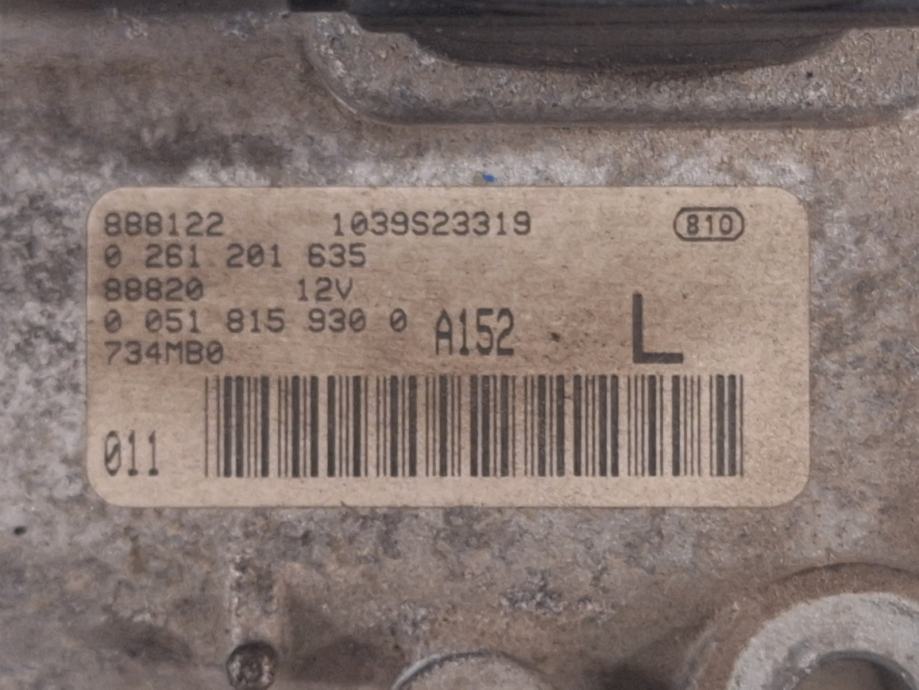 888122 1039S23319 810
0 261 201 635
88820 12V
0 051 815 930 0 A152 L
734MB0
011